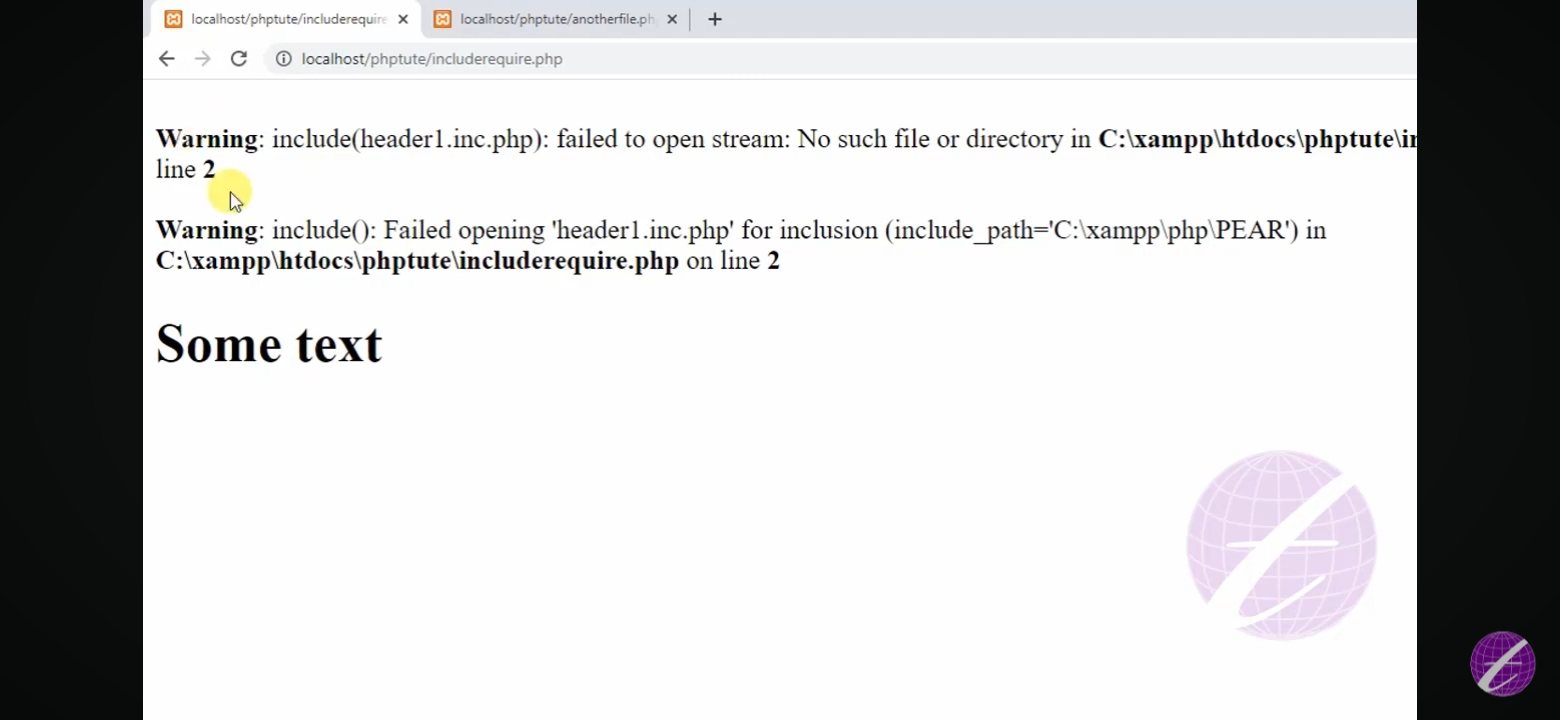 localhost/phptute/includerequire
localhost/phptute/anotherfile.ph
localhost/phptute/includerequire.php
Warning: include(header1.inc.php): failed to open stream: No such file or directory in C:\xampp\htdocs\phptute\in
line 2
Warning: include(): Failed opening 'header1.inc.php' for inclusion (include_path='C:\xampp\php\PEAR') in
C:\xampp\htdocs\phptute\includerequire.php on line 2
Some text